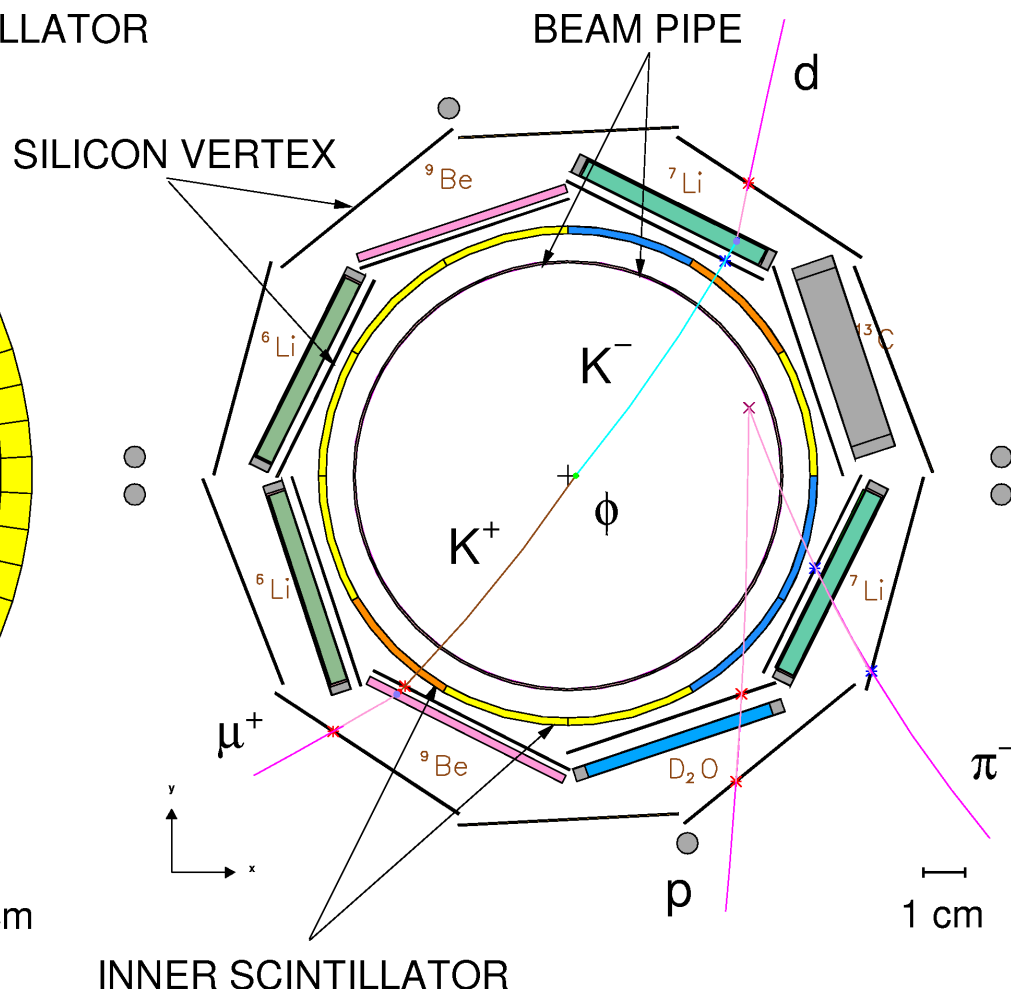 LLATOR
BEAM PIPE
d
SILICON VERTEX
⁹Be
⁷Li
⁶Li
¹³C
K⁻
ϕ
K⁺
⁶Li
⁷Li
μ⁺
⁹Be
D₂O
π⁻
y
x
p
m
1 cm
INNER SCINTILLATOR